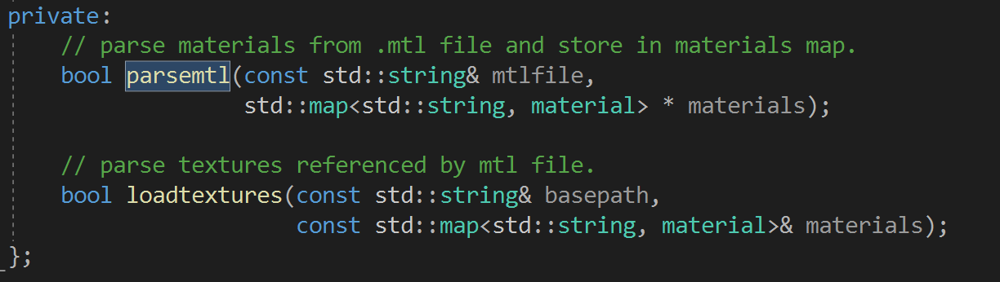 private:
// parse materials from .mtl file and store in materials map.
bool parsemtl(const std::string& mtlfile,
std::map<std::string, material> * materials);
// parse textures referenced by mtl file.
bool loadtextures(const std::string& basepath,
const std::map<std::string, material>& materials);
};